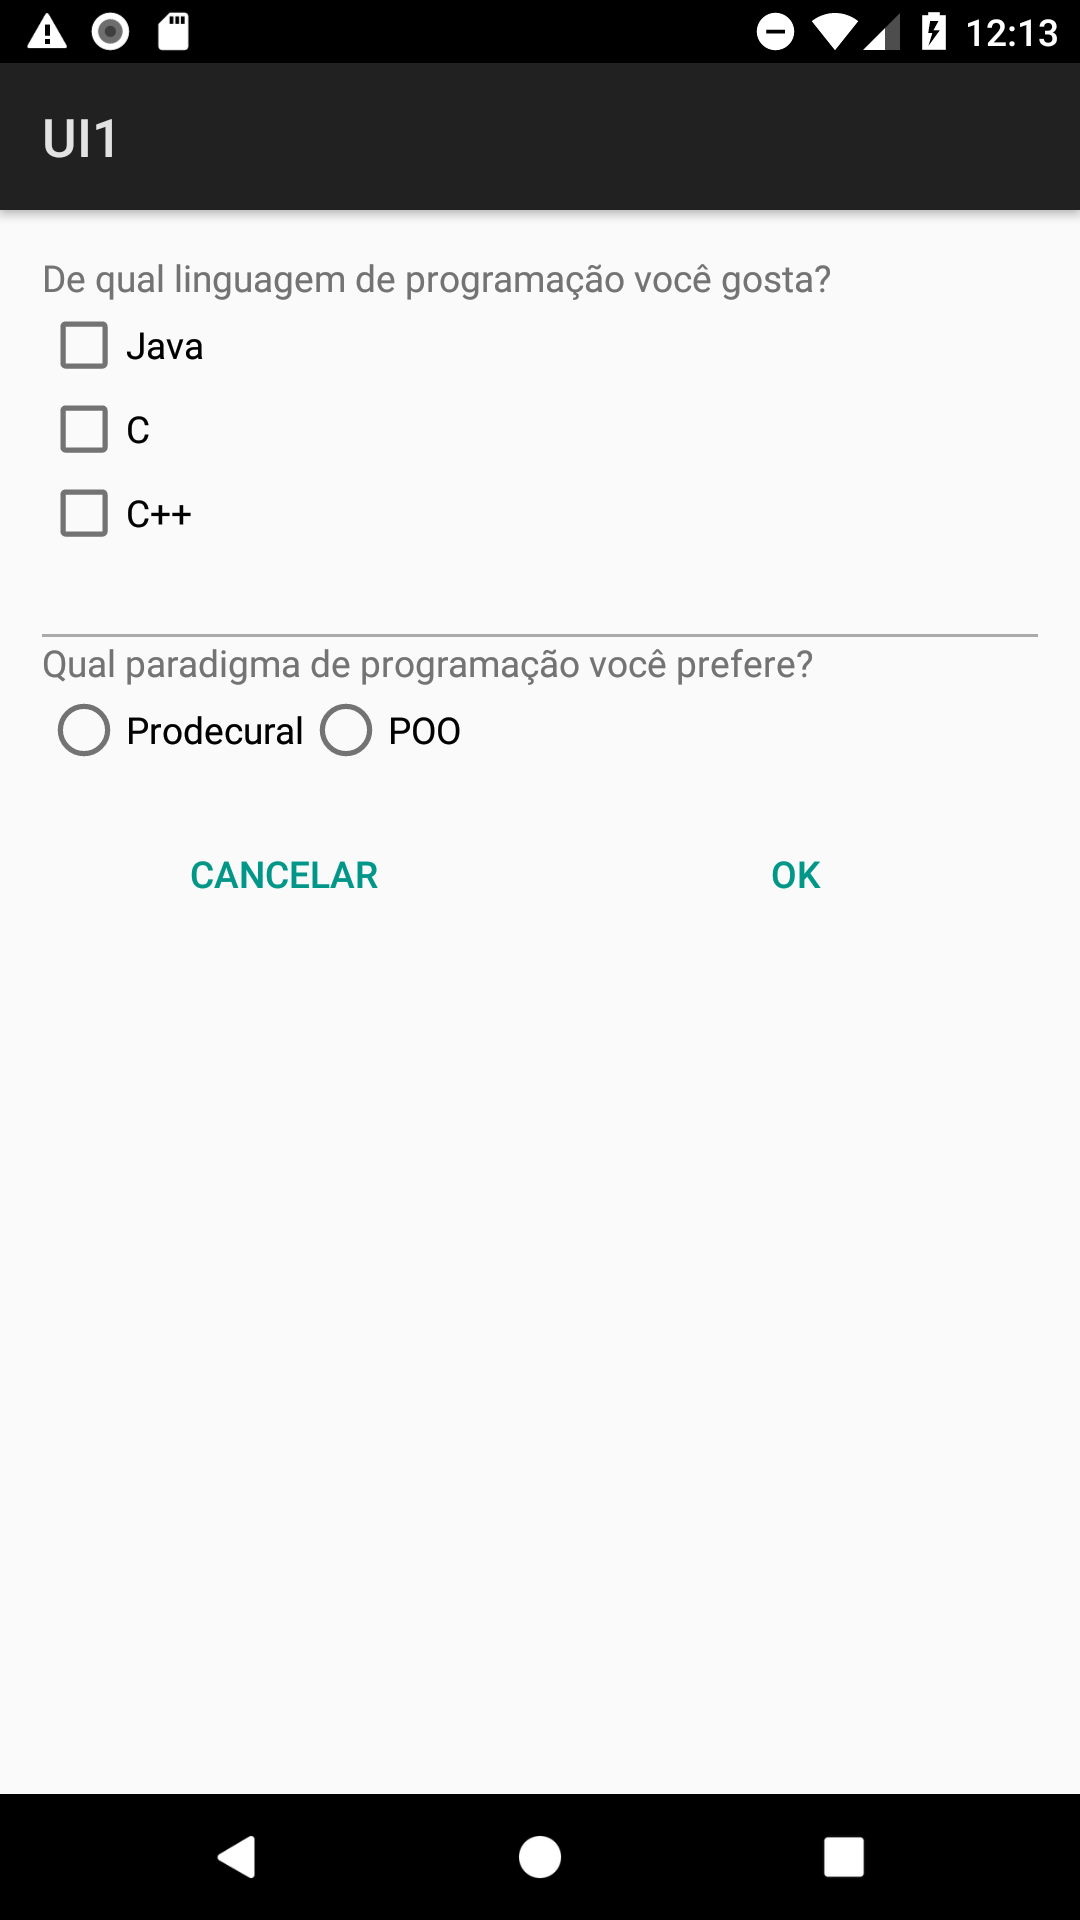 12:13
UI1
De qual linguagem de programação você gosta?
Java
C
C++
Qual paradigma de programação você prefere?
Prodecural POO
CANCELAR OK